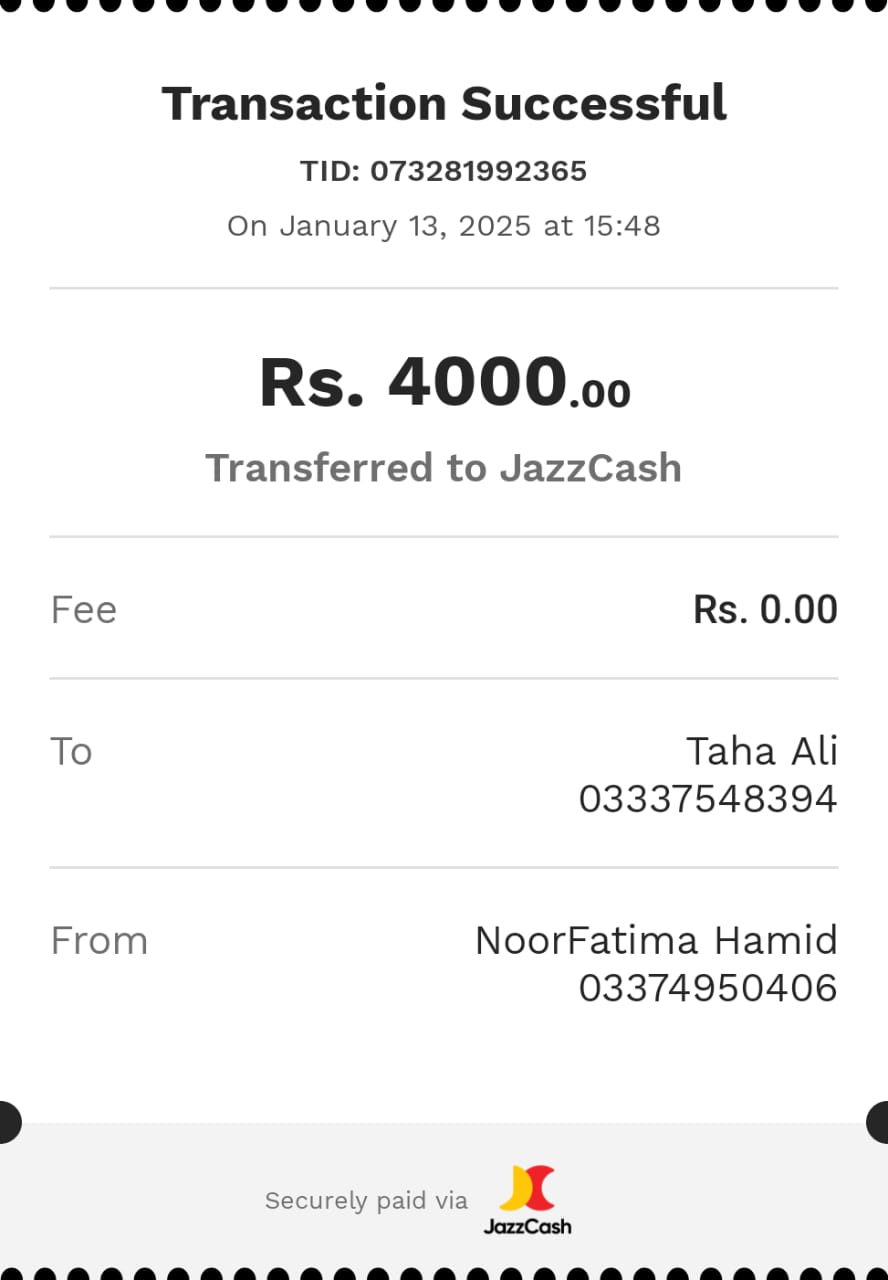 Transaction Successful
TID: 073281992365
On January 13, 2025 at 15:48
Rs. 4000.00
Transferred to JazzCash
Fee Rs. 0.00
To Taha Ali
03337548394
From NoorFatima Hamid
03374950406
Securely paid via JazzCash